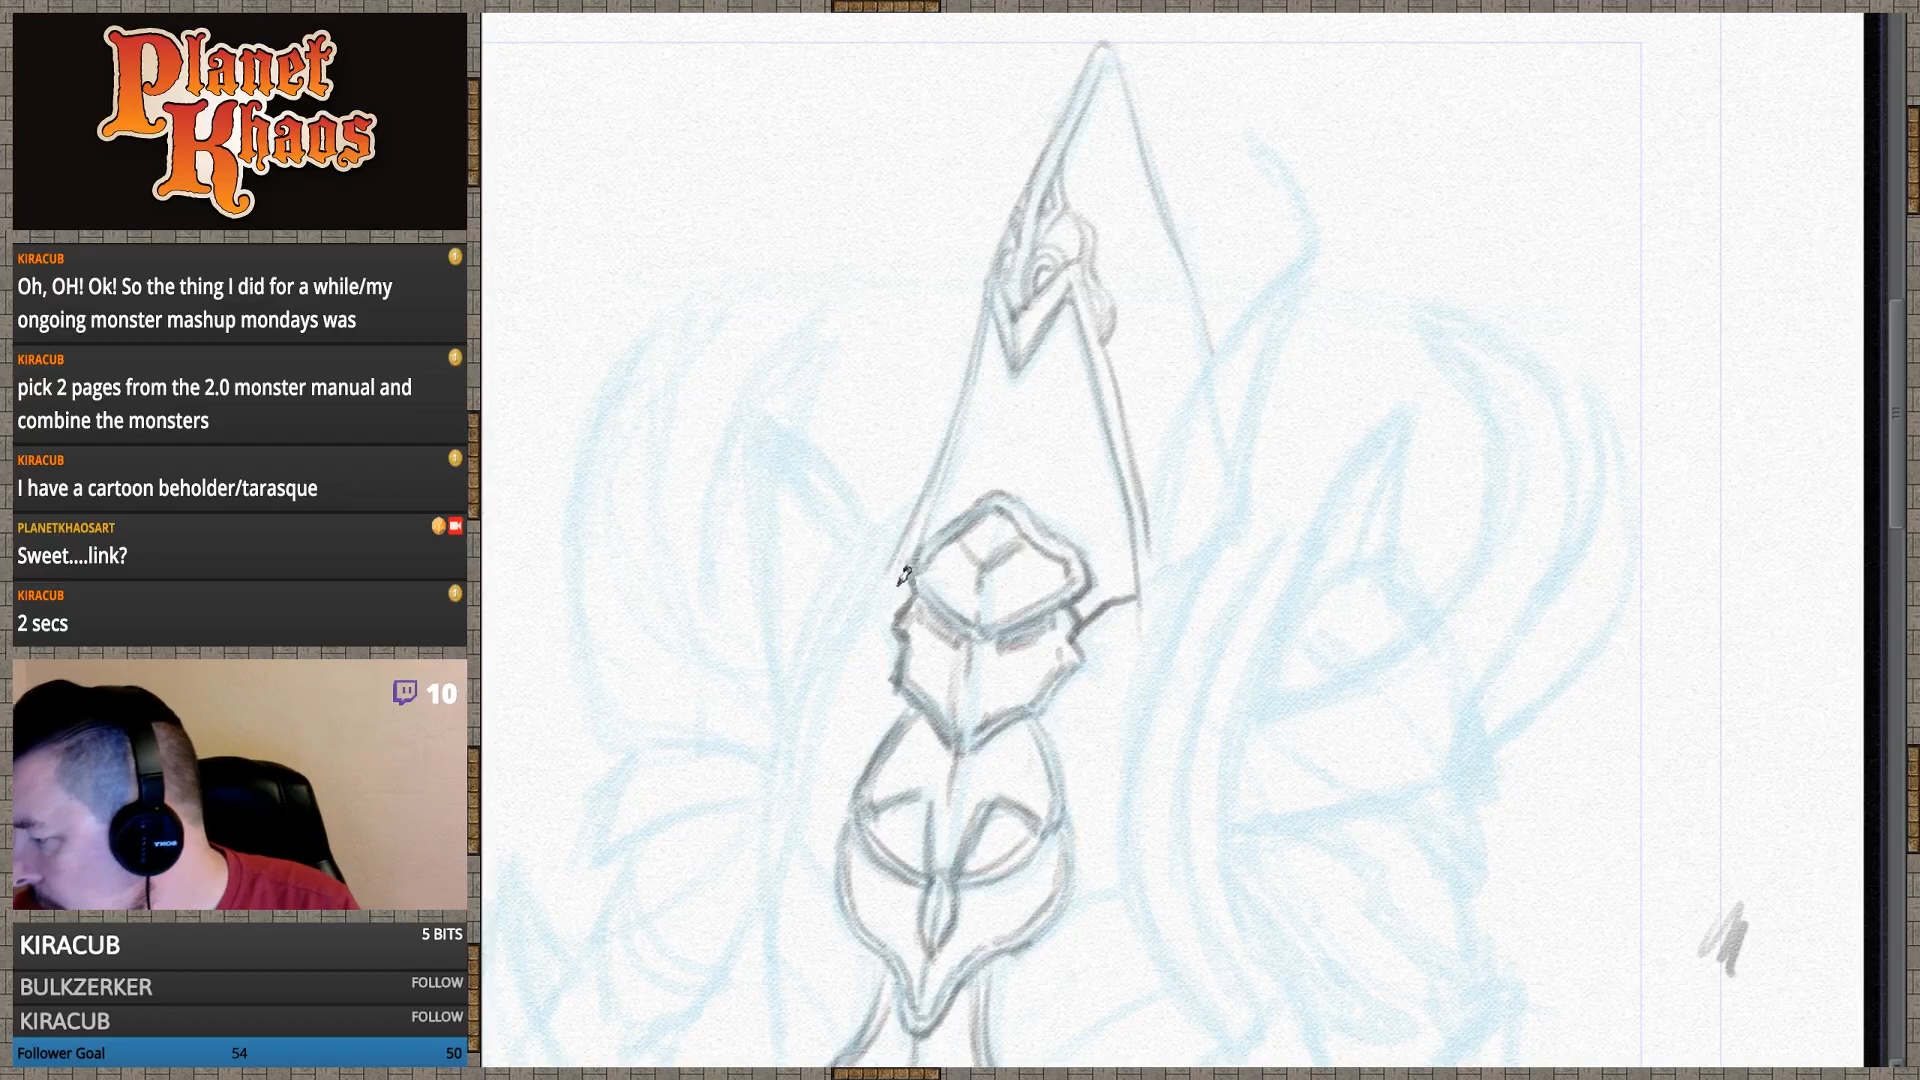 Planet
Khaos
KIRACUB
Oh, OH! Ok! So the thing I did for a while/my
ongoing monster mashup mondays was
KIRACUB
pick 2 pages from the 2.0 monster manual and
combine the monsters
KIRACUB
I have a cartoon beholder/tarasque
PLANETKHAOSART
Sweet....link?
KIRACUB
2 secs
10
SONY
KIRACUB 5 BITS
BULKZERKER FOLLOW
KIRACUB FOLLOW
Follower Goal 54 50